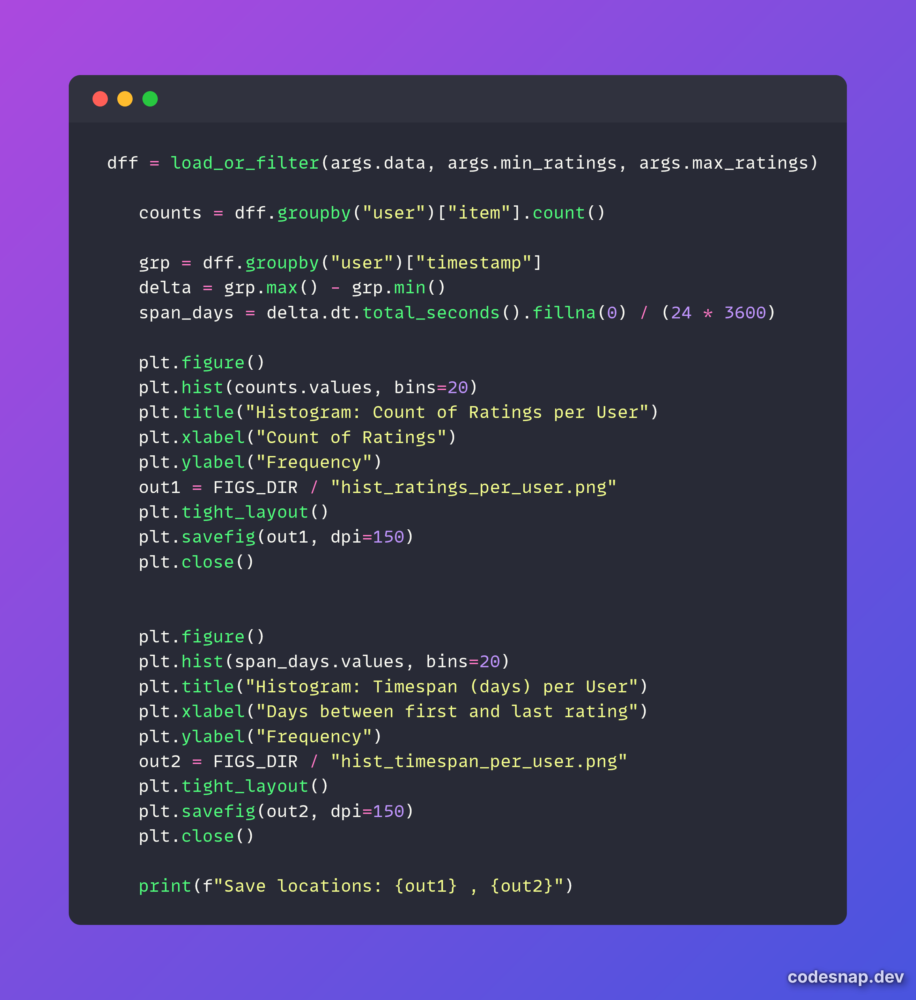 dff = load_or_filter(args.data, args.min_ratings, args.max_ratings)
counts = dff.groupby("user")["item"].count()
grp = dff.groupby("user")["timestamp"]
delta = grp.max() - grp.min()
span_days = delta.dt.total_seconds().fillna(0) / (24 * 3600)
plt.figure()
plt.hist(counts.values, bins=20)
plt.title("Histogram: Count of Ratings per User")
plt.xlabel("Count of Ratings")
plt.ylabel("Frequency")
out1 = FIGS_DIR / "hist_ratings_per_user.png"
plt.tight_layout()
plt.savefig(out1, dpi=150)
plt.close()
plt.figure()
plt.hist(span_days.values, bins=20)
plt.title("Histogram: Timespan (days) per User")
plt.xlabel("Days between first and last rating")
plt.ylabel("Frequency")
out2 = FIGS_DIR / "hist_timespan_per_user.png"
plt.tight_layout()
plt.savefig(out2, dpi=150)
plt.close()
print(f"Save locations: {out1} , {out2}")
codesnap.dev